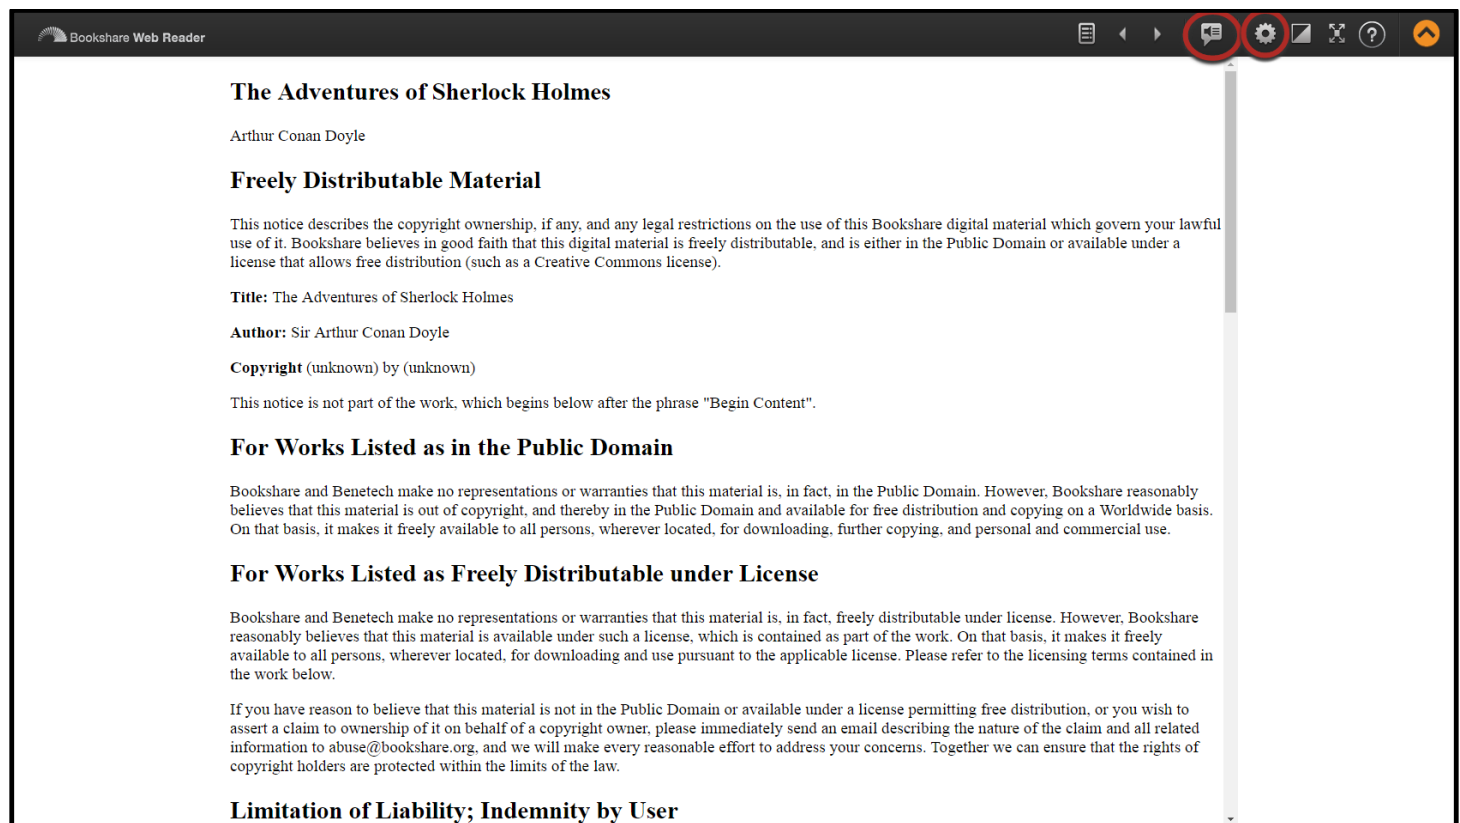 Bookshare Web Reader
The Adventures of Sherlock Holmes
Arthur Conan Doyle
Freely Distributable Material
This notice describes the copyright ownership, if any, and any legal restrictions on the use of this Bookshare digital material which govern your lawful
use of it. Bookshare believes in good faith that this digital material is freely distributable, and is either in the Public Domain or available under a
license that allows free distribution (such as a Creative Commons license).
Title: The Adventures of Sherlock Holmes
Author: Sir Arthur Conan Doyle
Copyright (unknown) by (unknown)
This notice is not part of the work, which begins below after the phrase "Begin Content".
For Works Listed as in the Public Domain
Bookshare and Benetech make no representations or warranties that this material is, in fact, in the Public Domain. However, Bookshare reasonably
believes that this material is out of copyright, and thereby in the Public Domain and available for free distribution and copying on a Worldwide basis.
On that basis, it makes it freely available to all persons, wherever located, for downloading, further copying, and personal and commercial use.
For Works Listed as Freely Distributable under License
Bookshare and Benetech make no representations or warranties that this material is, in fact, freely distributable under license. However, Bookshare
reasonably believes that this material is available under such a license, which is contained as part of the work. On that basis, it makes it freely
available to all persons, wherever located, for downloading and use pursuant to the applicable license. Please refer to the licensing terms contained in
the work below.
If you have reason to believe that this material is not in the Public Domain or available under a license permitting free distribution, or you wish to
assert a claim to ownership of it on behalf of a copyright owner, please immediately send an email describing the nature of the claim and all related
information to abuse@bookshare.org, and we will make every reasonable effort to address your concerns. Together we can ensure that the rights of
copyright holders are protected within the limits of the law.
Limitation of Liability; Indemnity by User